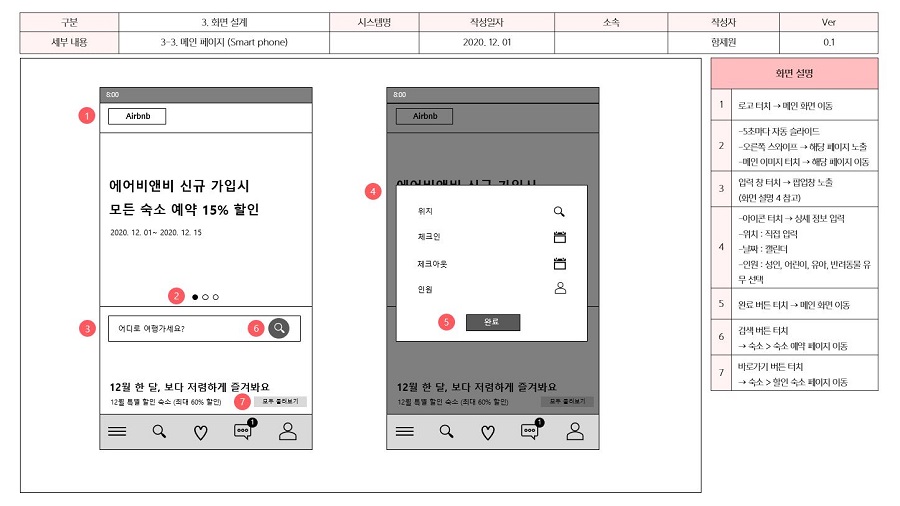 구분 3. 화면 설계 시스템명 작성일자 소속 작성자 Ver
세부 내용 3-3. 메인 페이지 (Smart phone) 2020. 12. 01 함세원 0.1
8:00
1 Airbnb
에어비앤비 신규 가입시
모든 숙소 예약 15% 할인
2020. 12. 01~ 2020. 12. 15
2
3 어디로 여행가세요? 6
12월 한 달, 보다 저렴하게 즐겨봐요
12월 특별 할인 숙소 (최대 60% 할인) 7 모두 둘러보기
1
8:00
Airbnb
에어비앤비 신규 가입시
4
위치
체크인
체크아웃
인원
5 완료
12월 한 달, 보다 저렴하게 즐겨봐요
12월 특별 할인 숙소 (최대 60% 할인) 모두 둘러보기
1
화면 설명
1 로고 터치 → 메인 화면 이동
2 -5초마다 자동 슬라이드
-오른쪽 스와이프 → 해당 페이지 노출
-메인 이미지 터치 → 해당 페이지 이동
3 입력 창 터치 → 팝업창 노출
(화면 설명 4 참고)
4 -아이콘 터치 → 상세 정보 입력
-위치 : 직접 입력
-날짜 : 캘린더
-인원 : 성인, 어린이, 유아, 반려동물 유
무 선택
5 완료 버튼 터치 → 메인 화면 이동
6 검색 버튼 터치
→ 숙소 > 숙소 예약 페이지 이동
7 바로가기 버튼 터치
→ 숙소 > 할인 숙소 페이지 이동